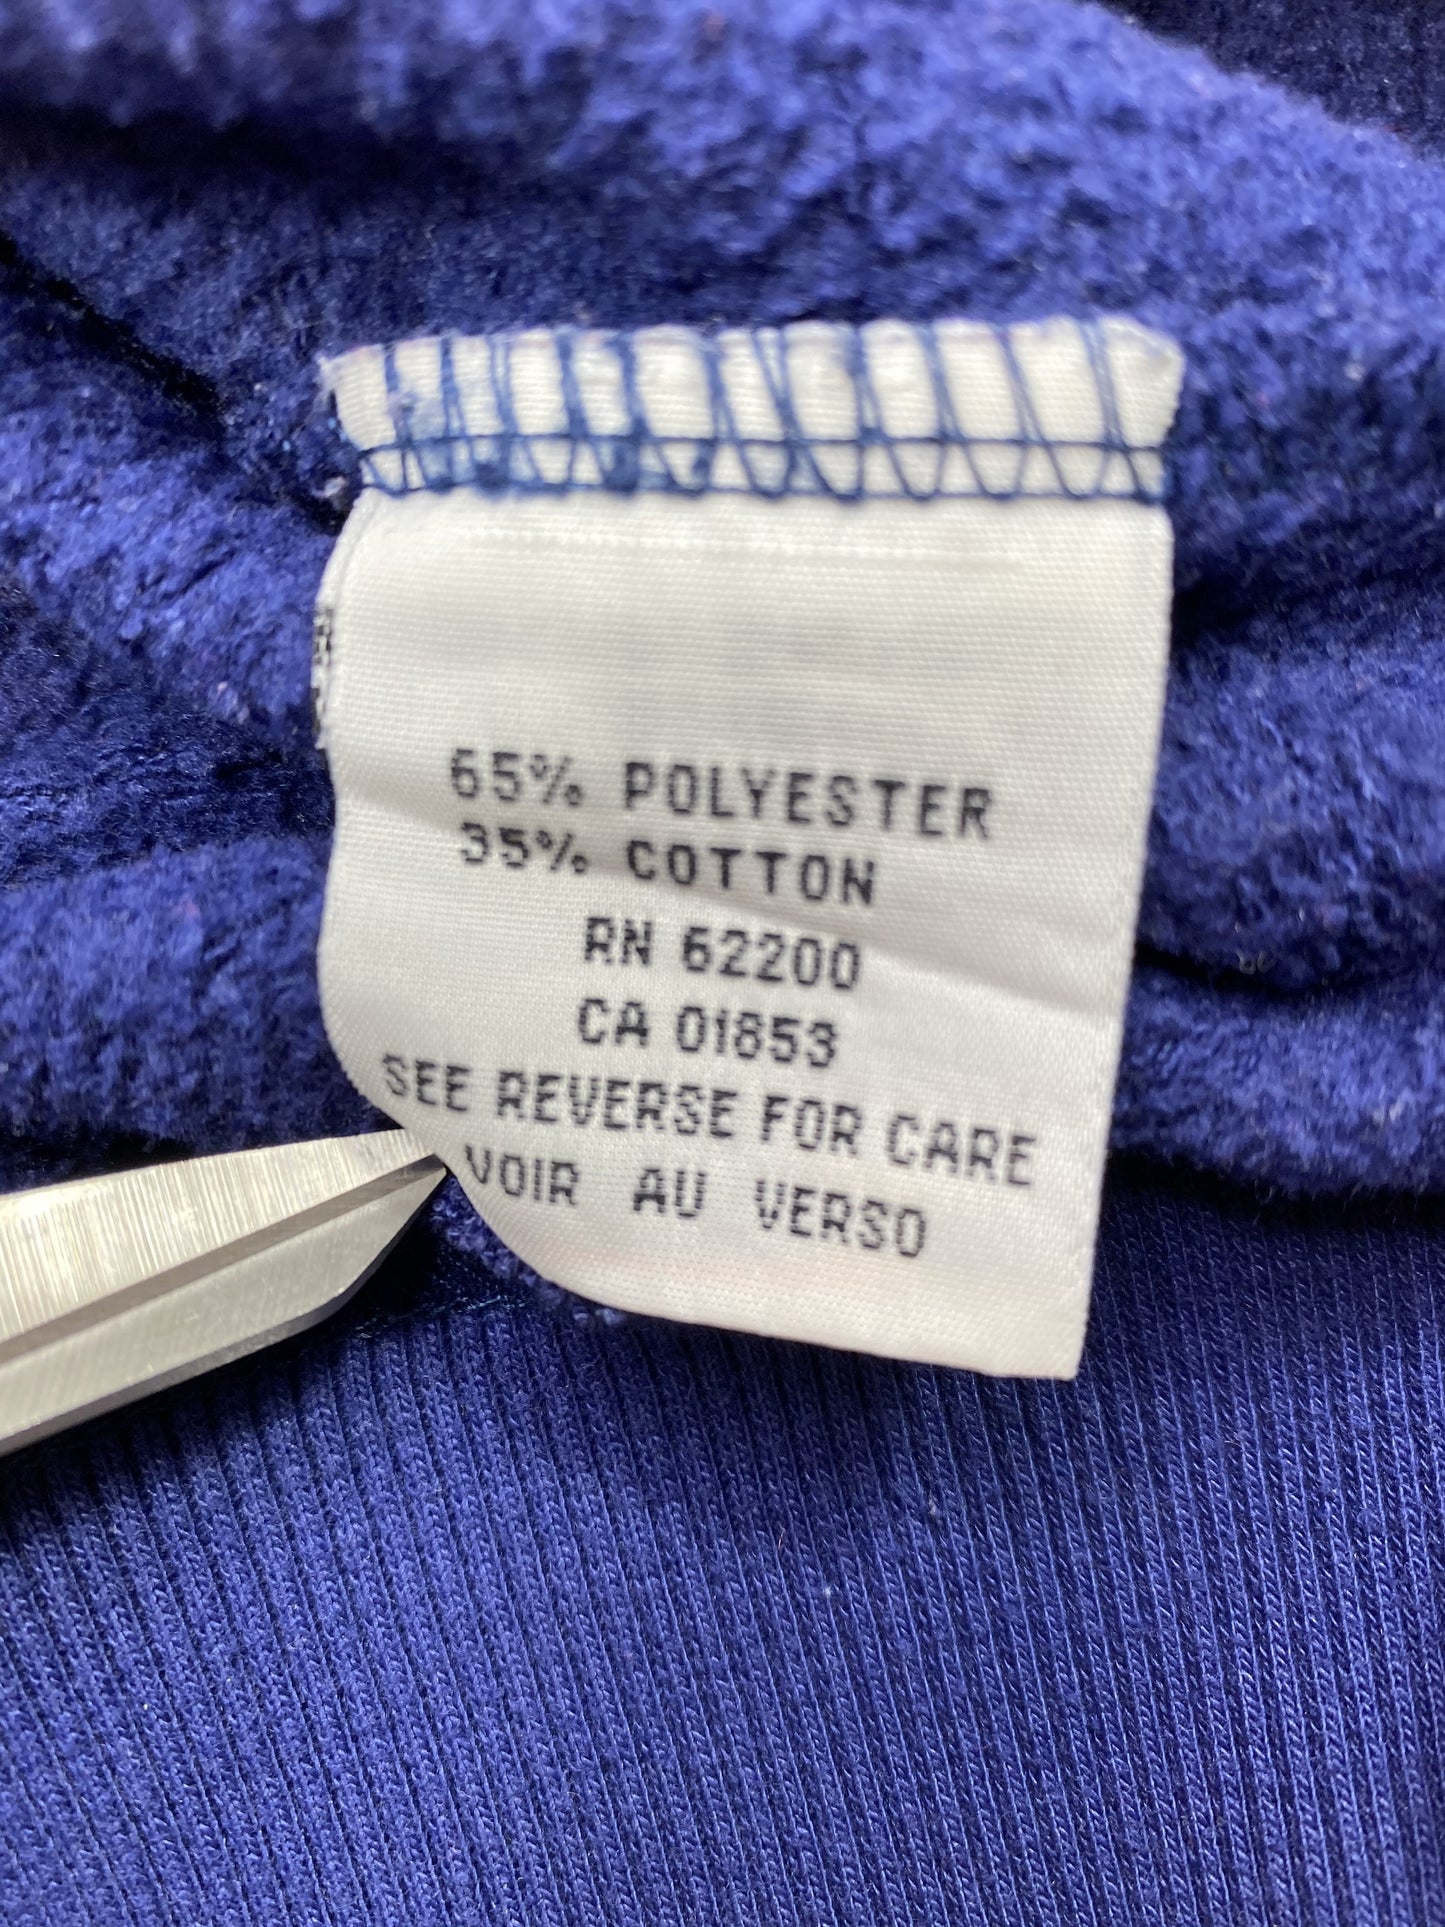 65% POLYESTER
35% COTTON
RN 62200
CA 01853
SEE REVERSE FOR CARE
VOIR AU VERSO